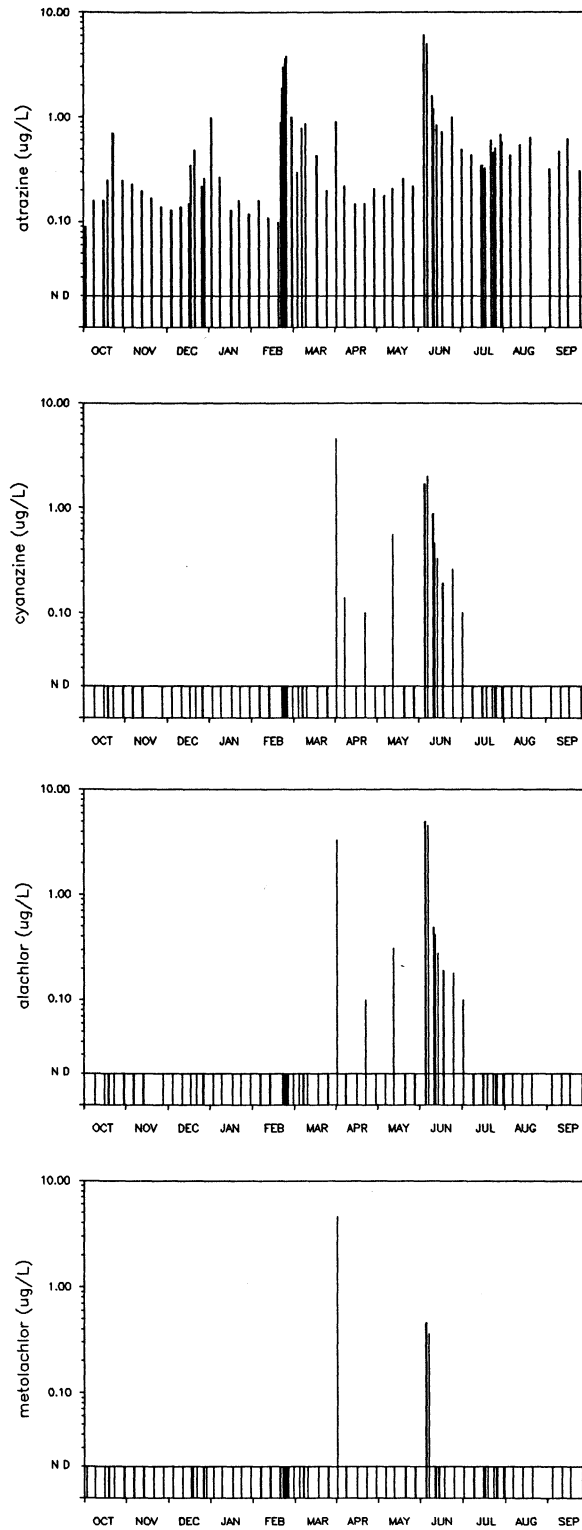 atrazine (ug/L)
10.00
1.00
0.10
N D
OCT NOV DEC JAN FEB MAR APR MAY JUN JUL AUG SEP
cyanazine (ug/L)
10.00
1.00
0.10
N D
OCT NOV DEC JAN FEB MAR APR MAY JUN JUL AUG SEP
alachlor (ug/L)
10.00
1.00
0.10
N D
OCT NOV DEC JAN FEB MAR APR MAY JUN JUL AUG SEP
metolachlor (ug/L)
10.00
1.00
0.10
N D
OCT NOV DEC JAN FEB MAR APR MAY JUN JUL AUG SEP